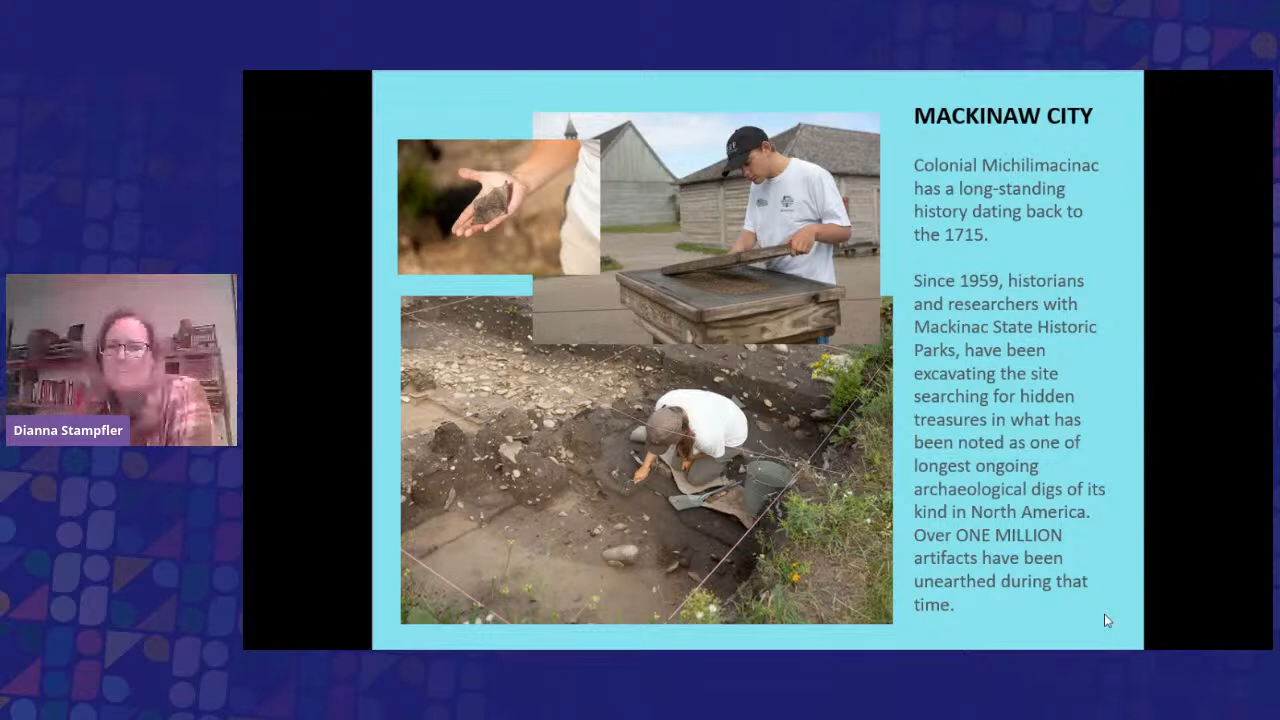 MACKINAW CITY
Colonial Michilimacinac
has a long-standing
history dating back to
the 1715.
Since 1959, historians
and researchers with
Mackinac State Historic
Parks, have been
excavating the site
searching for hidden
treasures in what has
been noted as one of
longest ongoing
archaeological digs of its
kind in North America.
Over ONE MILLION
artifacts have been
unearthed during that
time.
Dianna Stampfler